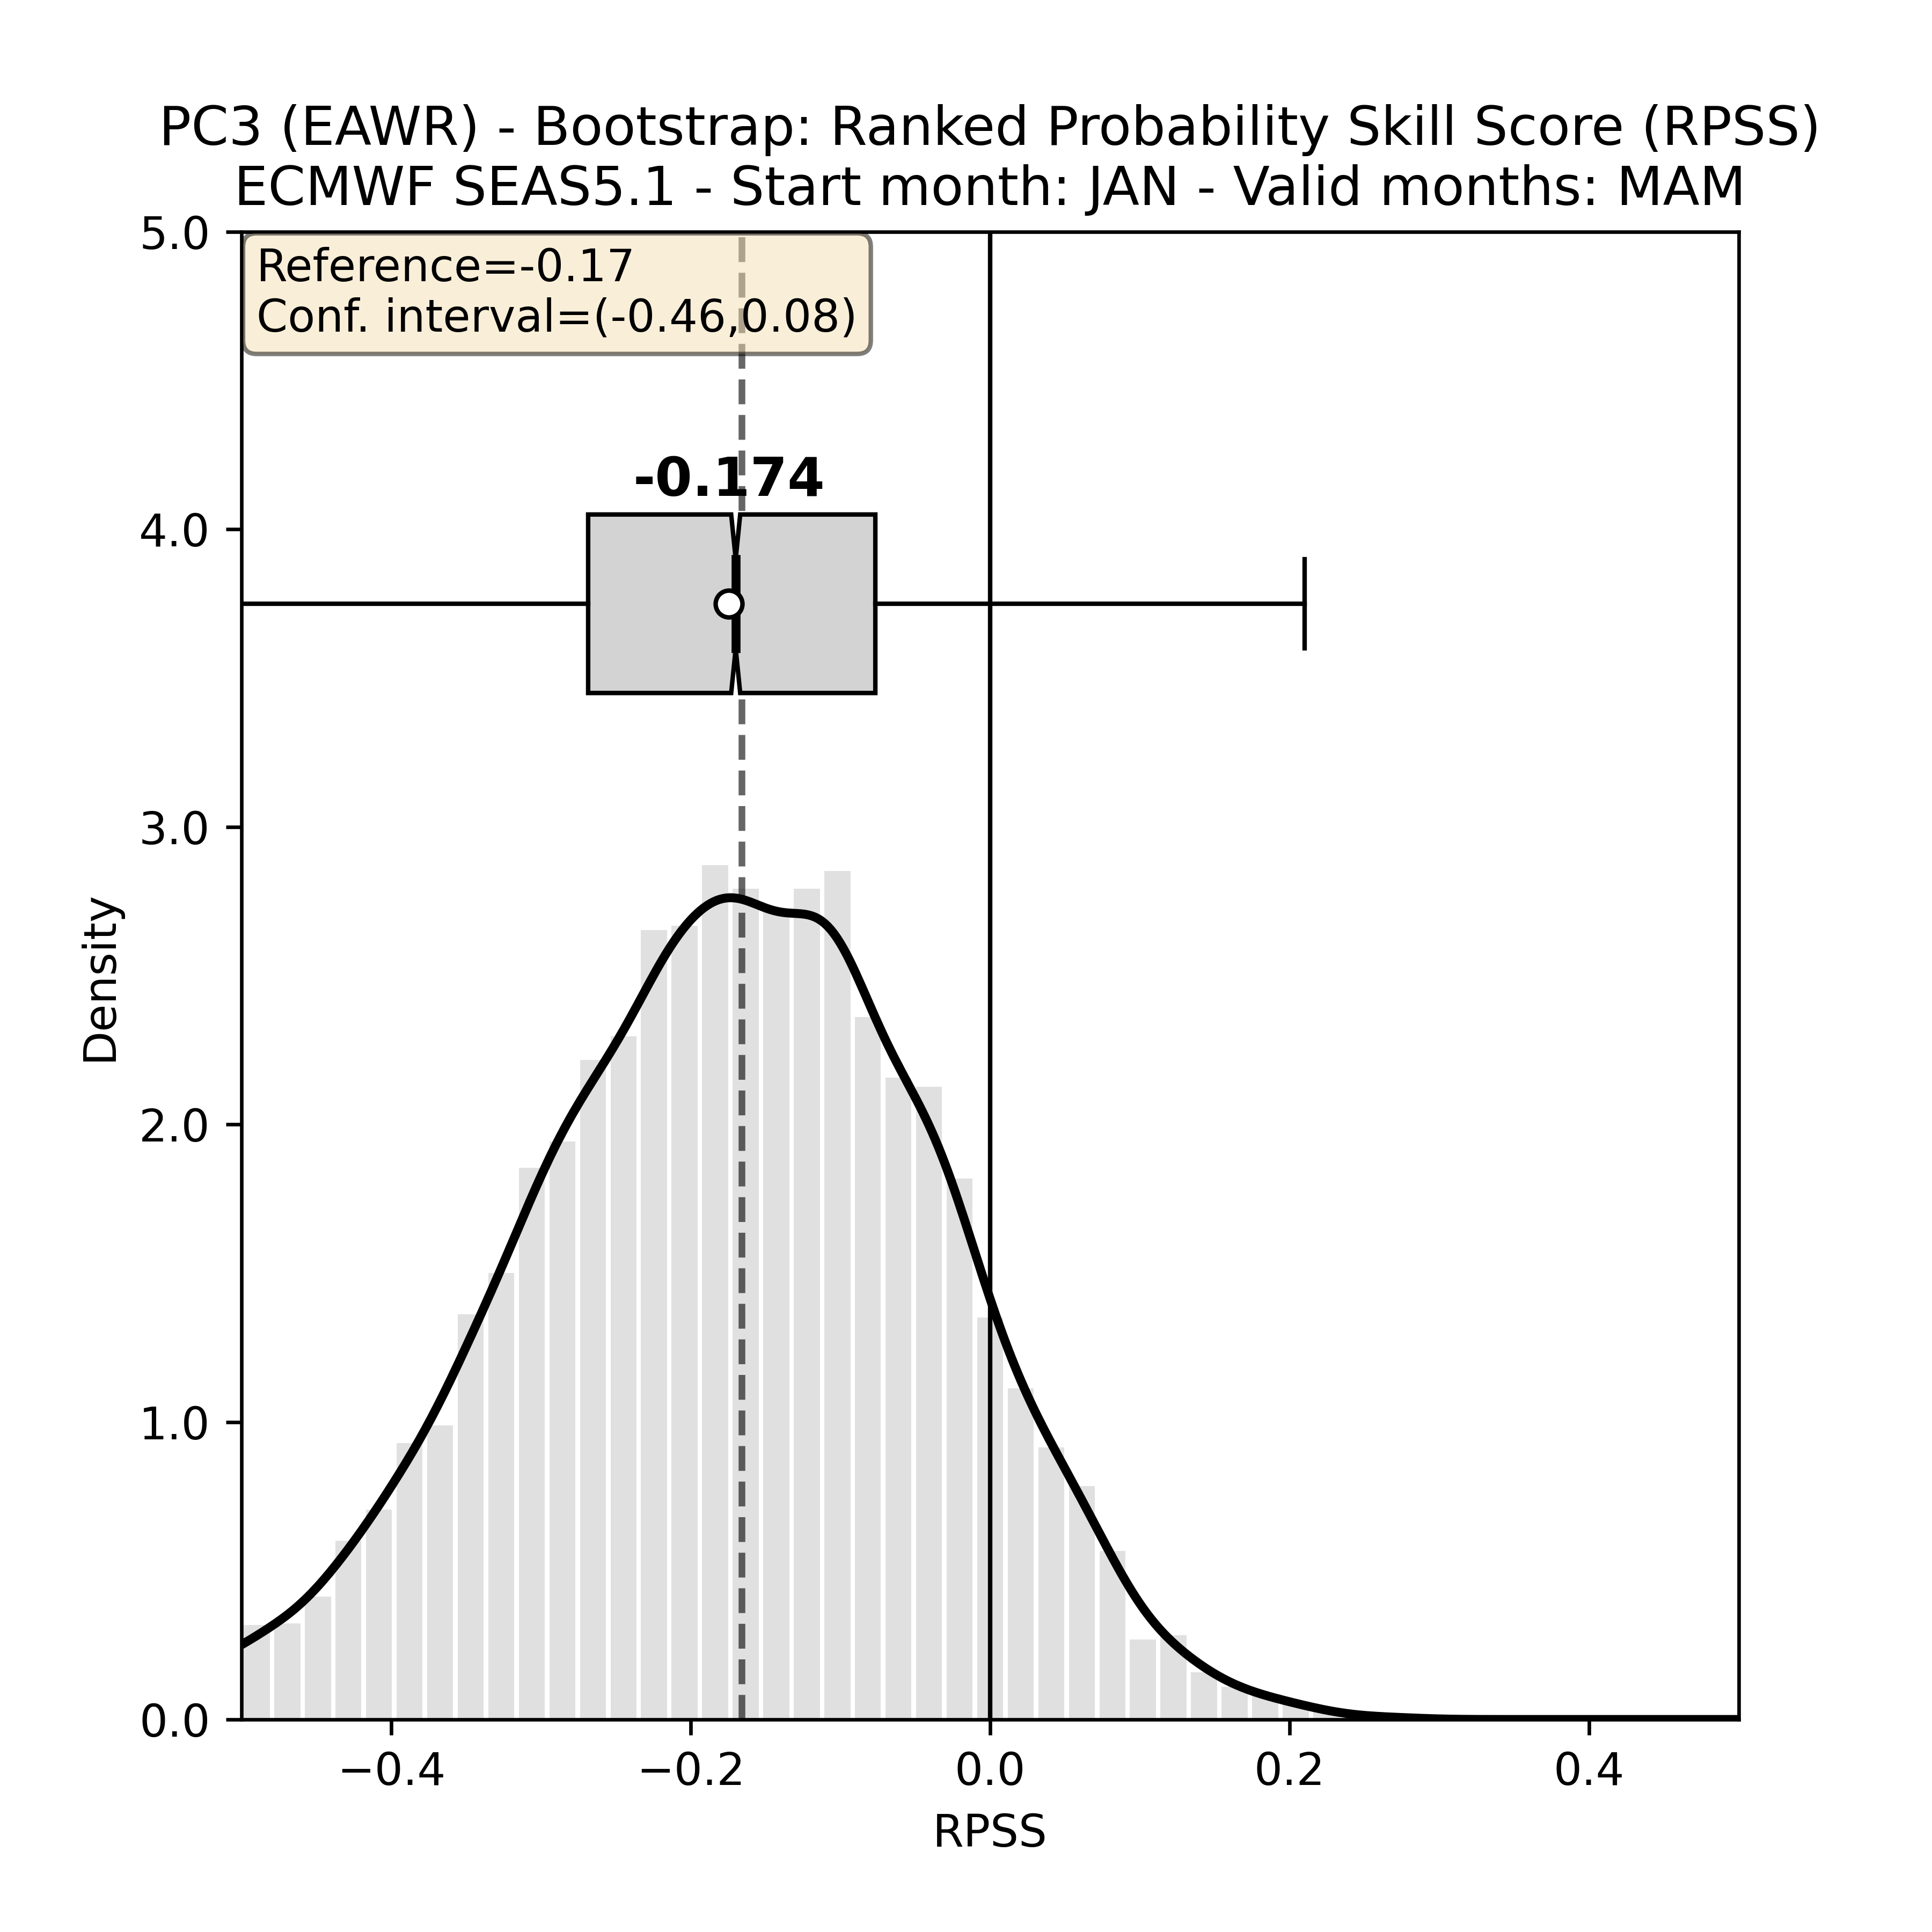 PC3 (EAWR) - Bootstrap: Ranked Probability Skill Score (RPSS)
ECMWF SEAS5.1 - Start month: JAN - Valid months: MAM
Reference=-0.17
Conf. interval=(-0.46,0.08)
-0.174
5.0
4.0
3.0
2.0
1.0
0.0
Density
−0.4
−0.2
0.0
0.2
0.4
RPSS